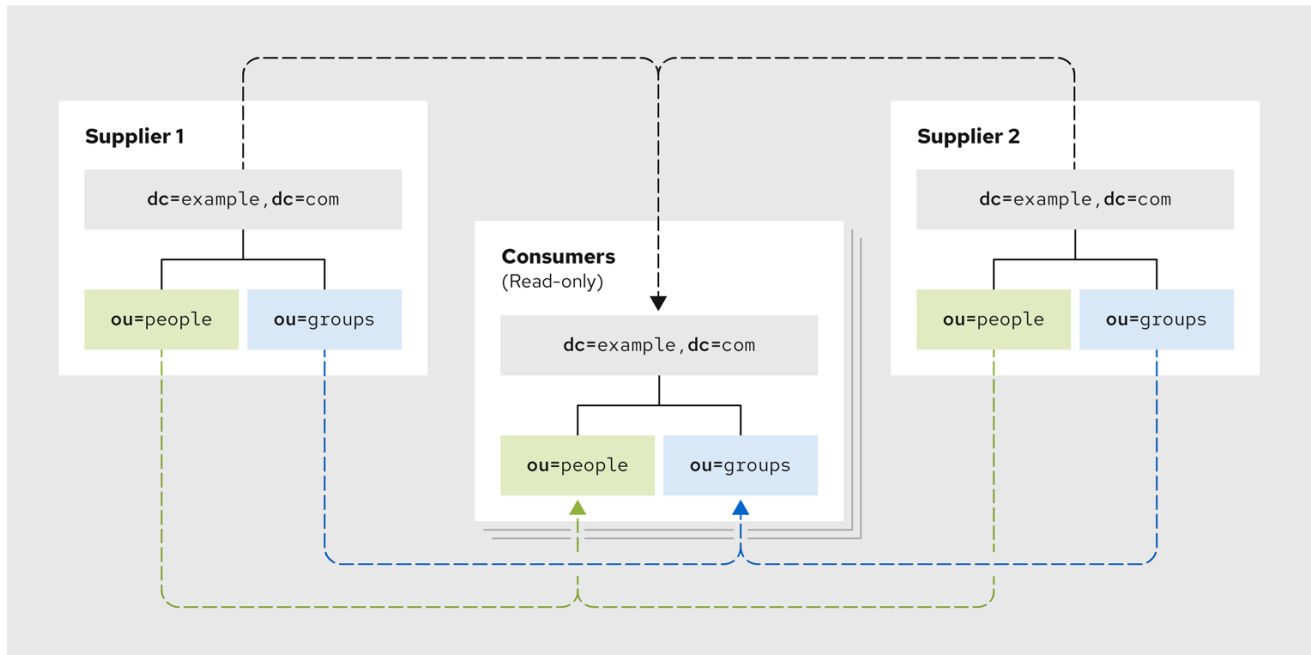 Supplier 1
dc=example,dc=com
ou=people
ou=groups
Consumers
(Read-only)
dc=example,dc=com
ou=people
ou=groups
Supplier 2
dc=example,dc=com
ou=people
ou=groups